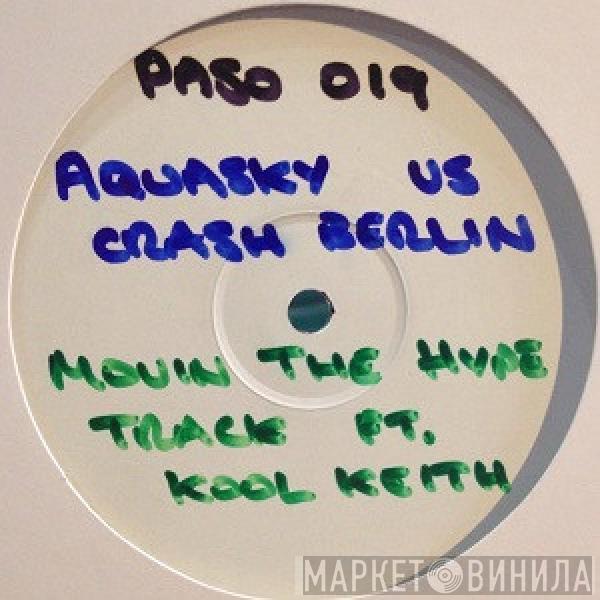 PASO 019
AQUASKY VS
CRASH BERLIN
MOVIN THE HYPE
TRACK FT.
KOOL KEITH
МАРКЕТ ВИНИЛА